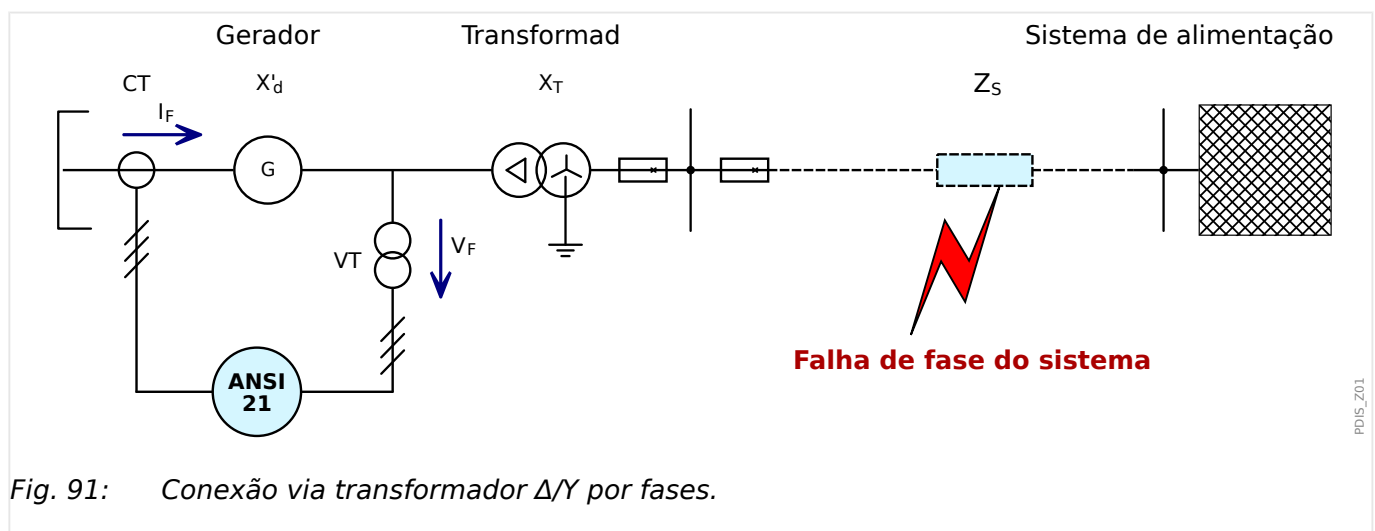 Gerador
Transformad
Sistema de alimentação
CT
X'd
XT
ZS
IF
G
VT
VF
ANSI
21
Falha de fase do sistema
PDIS_Z01
Fig. 91: Conexão via transformador Δ/Y por fases.